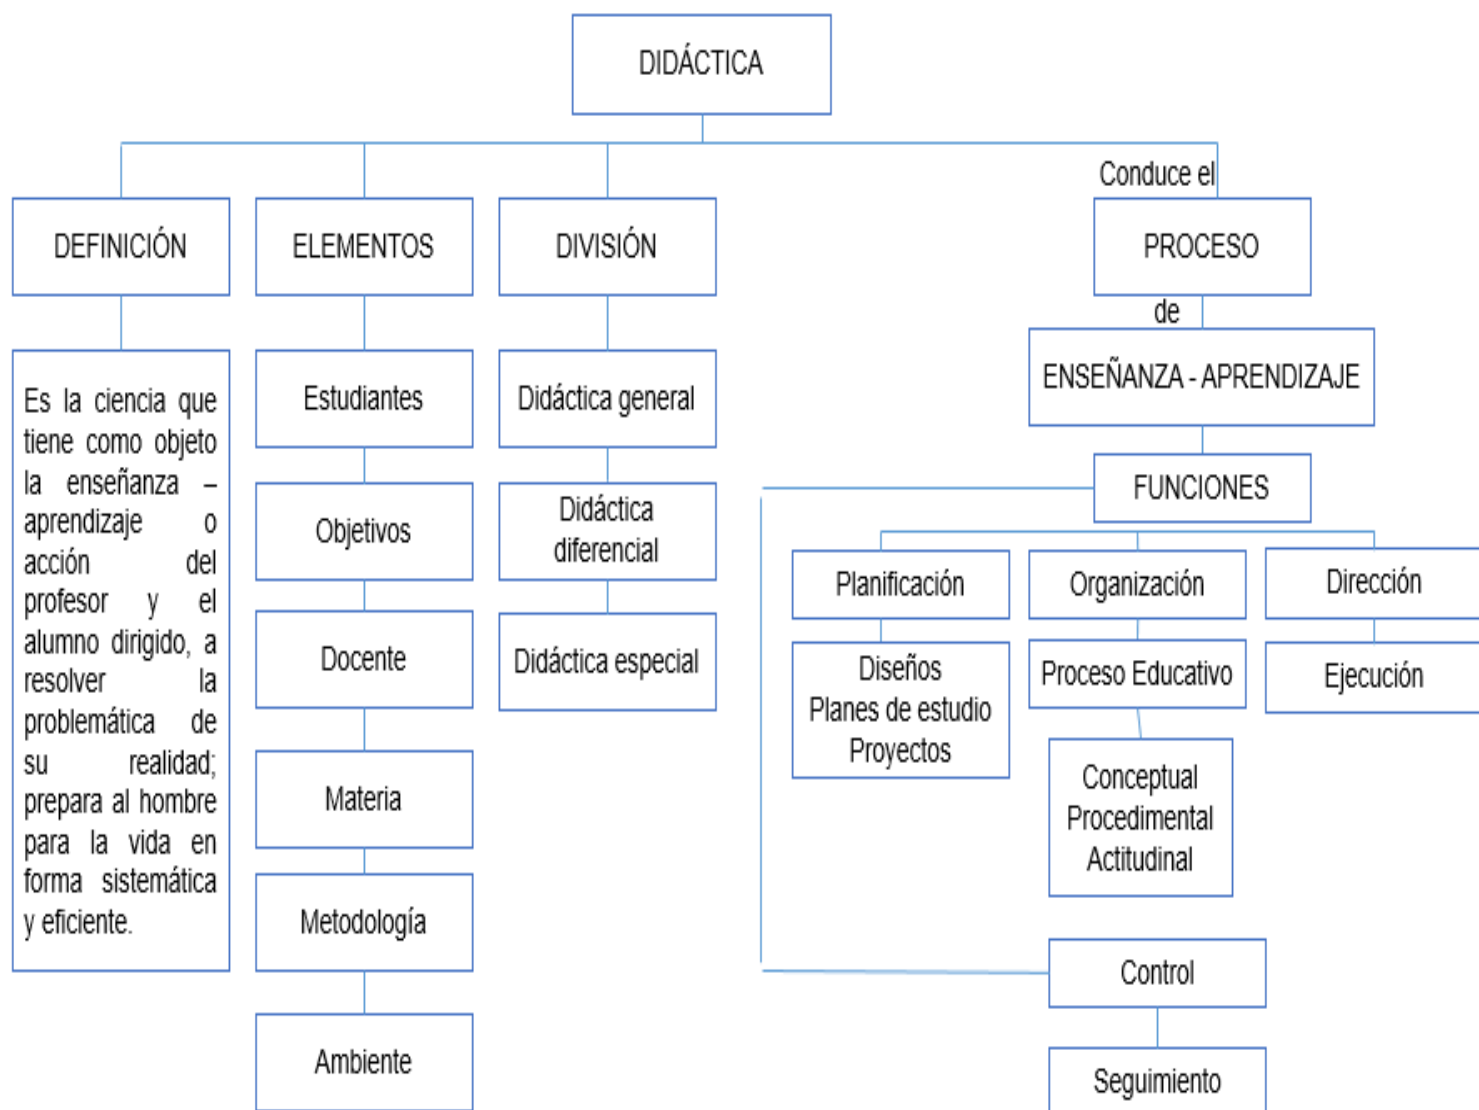 DIDÁCTICA
Conduce el
DEFINICIÓN
ELEMENTOS
DIVISIÓN
PROCESO
de
ENSEÑANZA - APRENDIZAJE
Es la ciencia que
tiene como objeto
la enseñanza –
aprendizaje o
acción del
profesor y el
alumno dirigido, a
resolver la
problemática de
su realidad;
prepara al hombre
para la vida en
forma sistemática
y eficiente.
Estudiantes
Objetivos
Docente
Materia
Metodología
Ambiente
Didáctica general
Didáctica
diferencial
Didáctica especial
FUNCIONES
Planificación
Diseños
Planes de estudio
Proyectos
Organización
Proceso Educativo
Conceptual
Procedimental
Actitudinal
Dirección
Ejecución
Control
Seguimiento